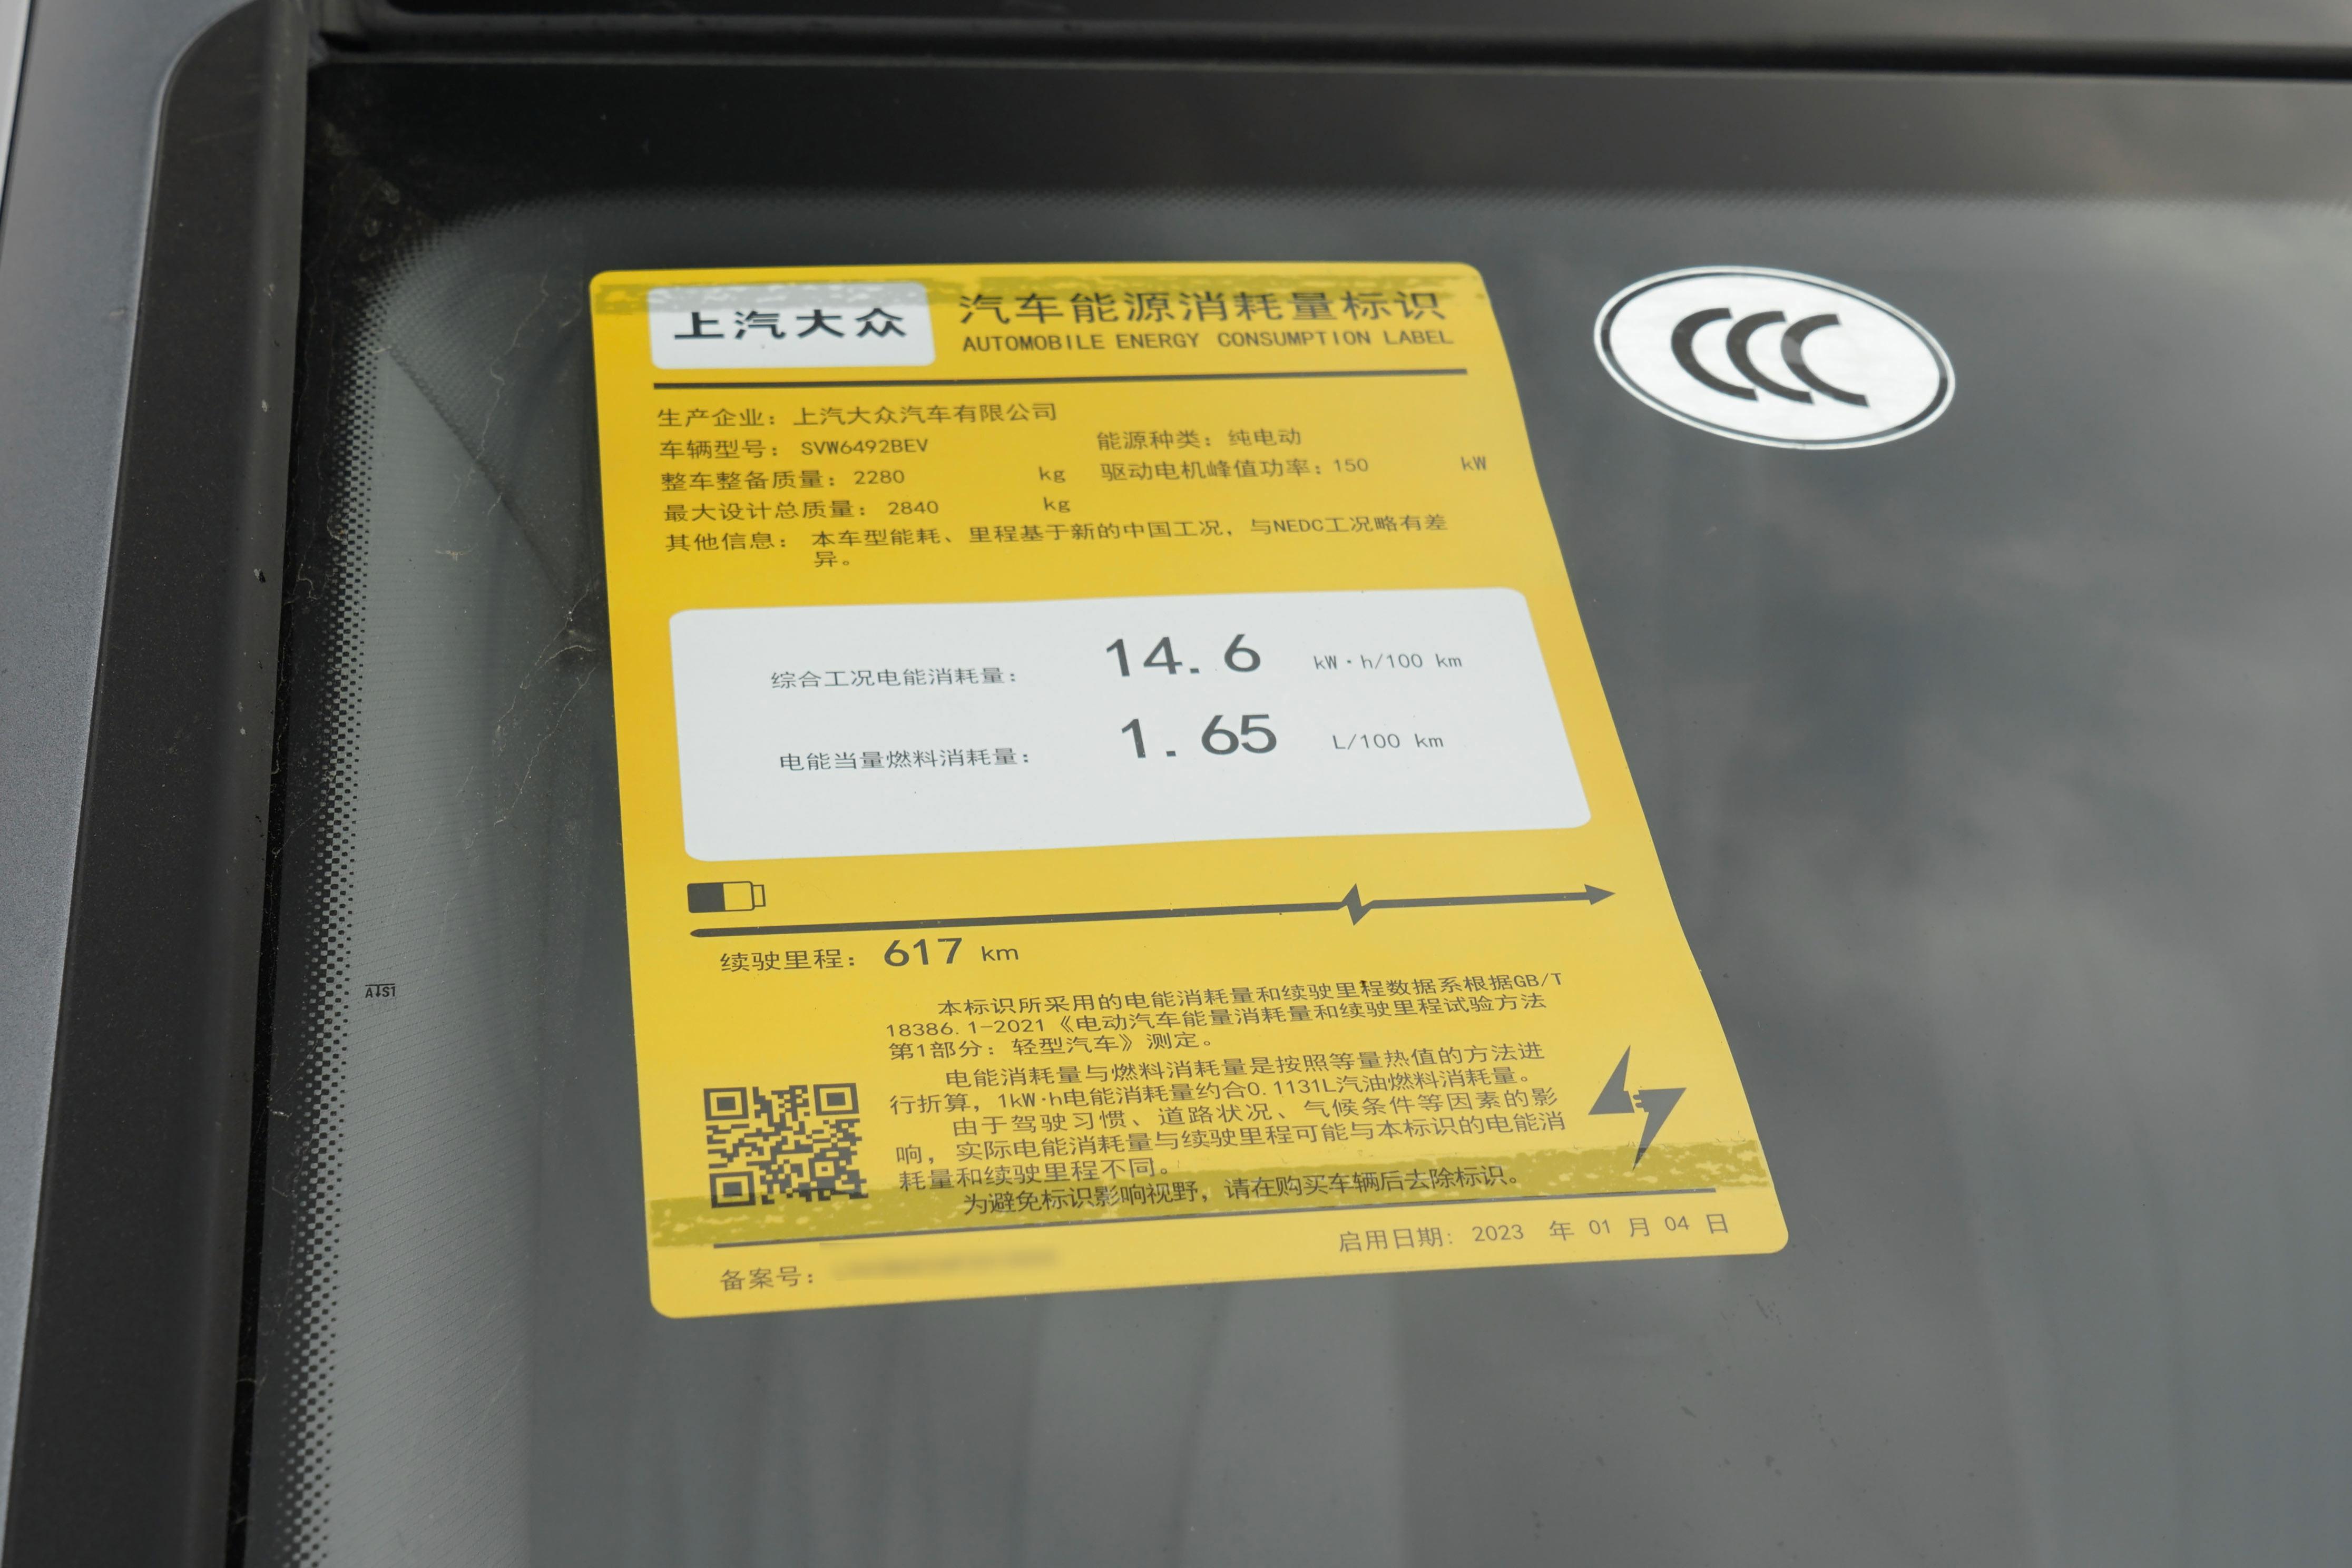 上汽大众
汽车能源消耗量标识
AUTOMOBILE ENERGY CONSUMPTION LABEL
CCC
生产企业：上汽大众汽车有限公司
车辆型号：SVW6492BEV
能源种类：纯电动
整车整备质量：2280 kg
驱动电机峰值功率：150 kW
最大设计总质量：2840 kg
其他信息：本车型能耗、里程基于新的中国工况，与NEDC工况略有差
异。
综合工况电能消耗量：14.6 kW·h/100 km
电能当量燃料消耗量：1.65 L/100 km
续驶里程：617 km
本标识所采用的电能消耗量和续驶里程数据系根据GB/T
18386.1-2021《电动汽车能量消耗量和续驶里程试验方法
第1部分：轻型汽车》测定。
电能消耗量与燃料消耗量是按照等量热值的方法进
行折算，1kW·h电能消耗量约合0.1131L汽油燃料消耗量。
由于驾驶习惯、道路状况、气候条件等因素的影
响，实际电能消耗量与续驶里程可能与本标识的电能消
耗量和续驶里程不同。
为避免标识影响视野，请在购买车辆后去除标识。
备案号：
启用日期：2023 年 01 月 04 日